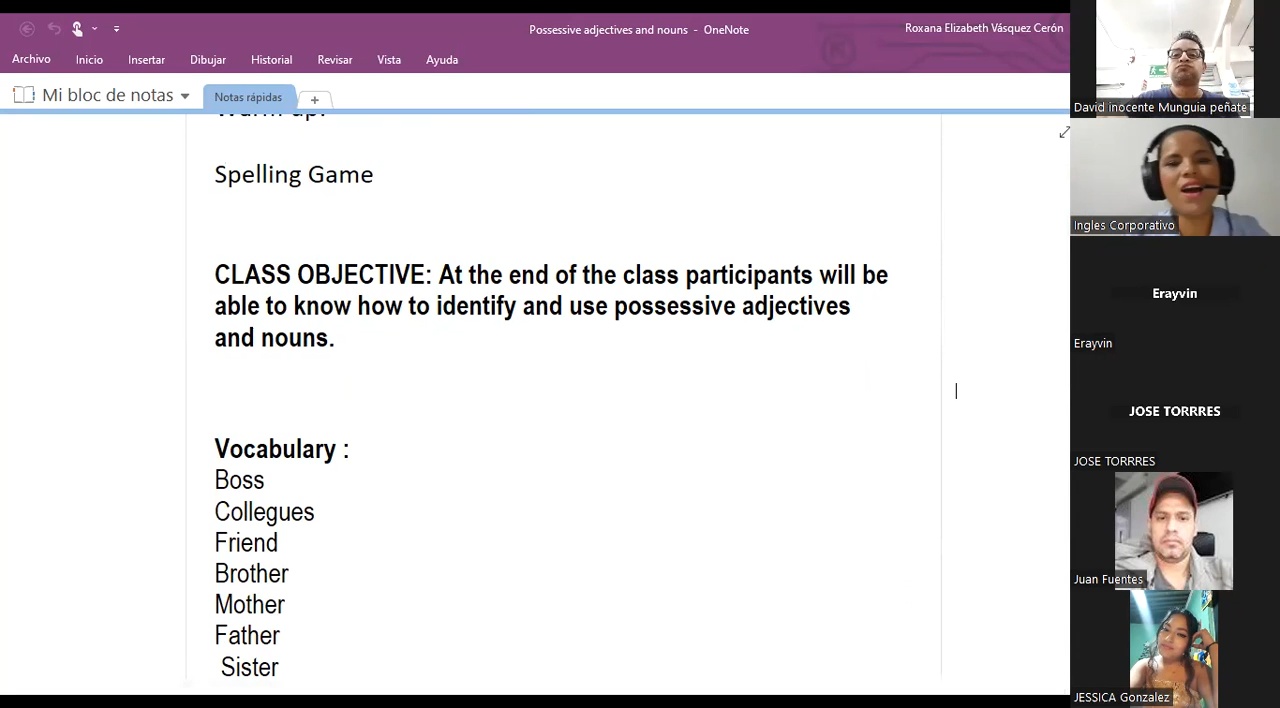 Possessive adjectives and nouns - OneNote
Roxana Elizabeth Vásquez Cerón
Archivo Inicio Insertar Dibujar Historial Revisar Vista Ayuda
Mi bloc de notas
Notas rápidas
Warm up:
Spelling Game
CLASS OBJECTIVE: At the end of the class participants will be
able to know how to identify and use possessive adjectives
and nouns.
Vocabulary :
Boss
Collegues
Friend
Brother
Mother
Father
Sister
David inocente Munguia peñate
Ingles Corporativo
Erayvin
Erayvin
JOSE TORRRES
JOSE TORRRES
Juan Fuentes
JESSICA Gonzalez